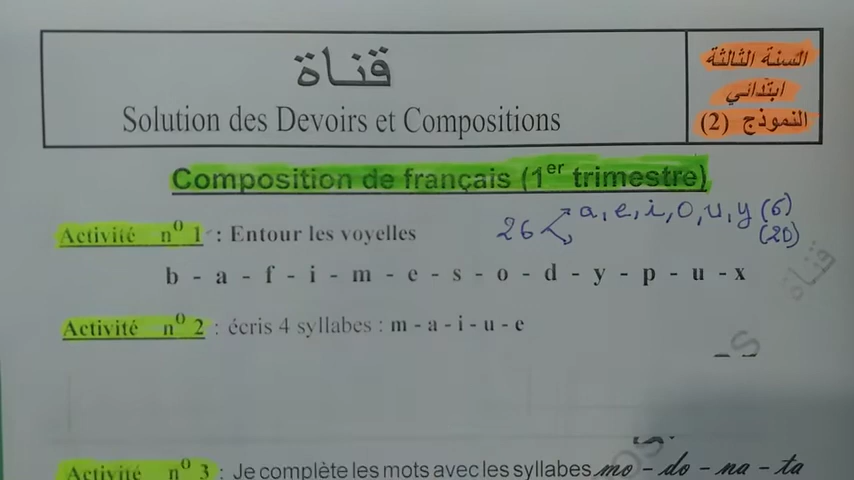 قناة
Solution des Devoirs et Compositions
السنة الثالثة
ابتدائي
النموذج (2)
Composition de français (1er trimestre)
26 a, e, i, o, u, y (6)
(20)
Activité n⁰ 1 : Entour les voyelles
b - a - f - i - m - e - s - o - d - y - p - u - x
Activité n⁰ 2 : écris 4 syllabes : m - a - i - u - e
قناة
Activité n⁰ 3 : Je complète les mots avec les syllabes mo - do - na - ta